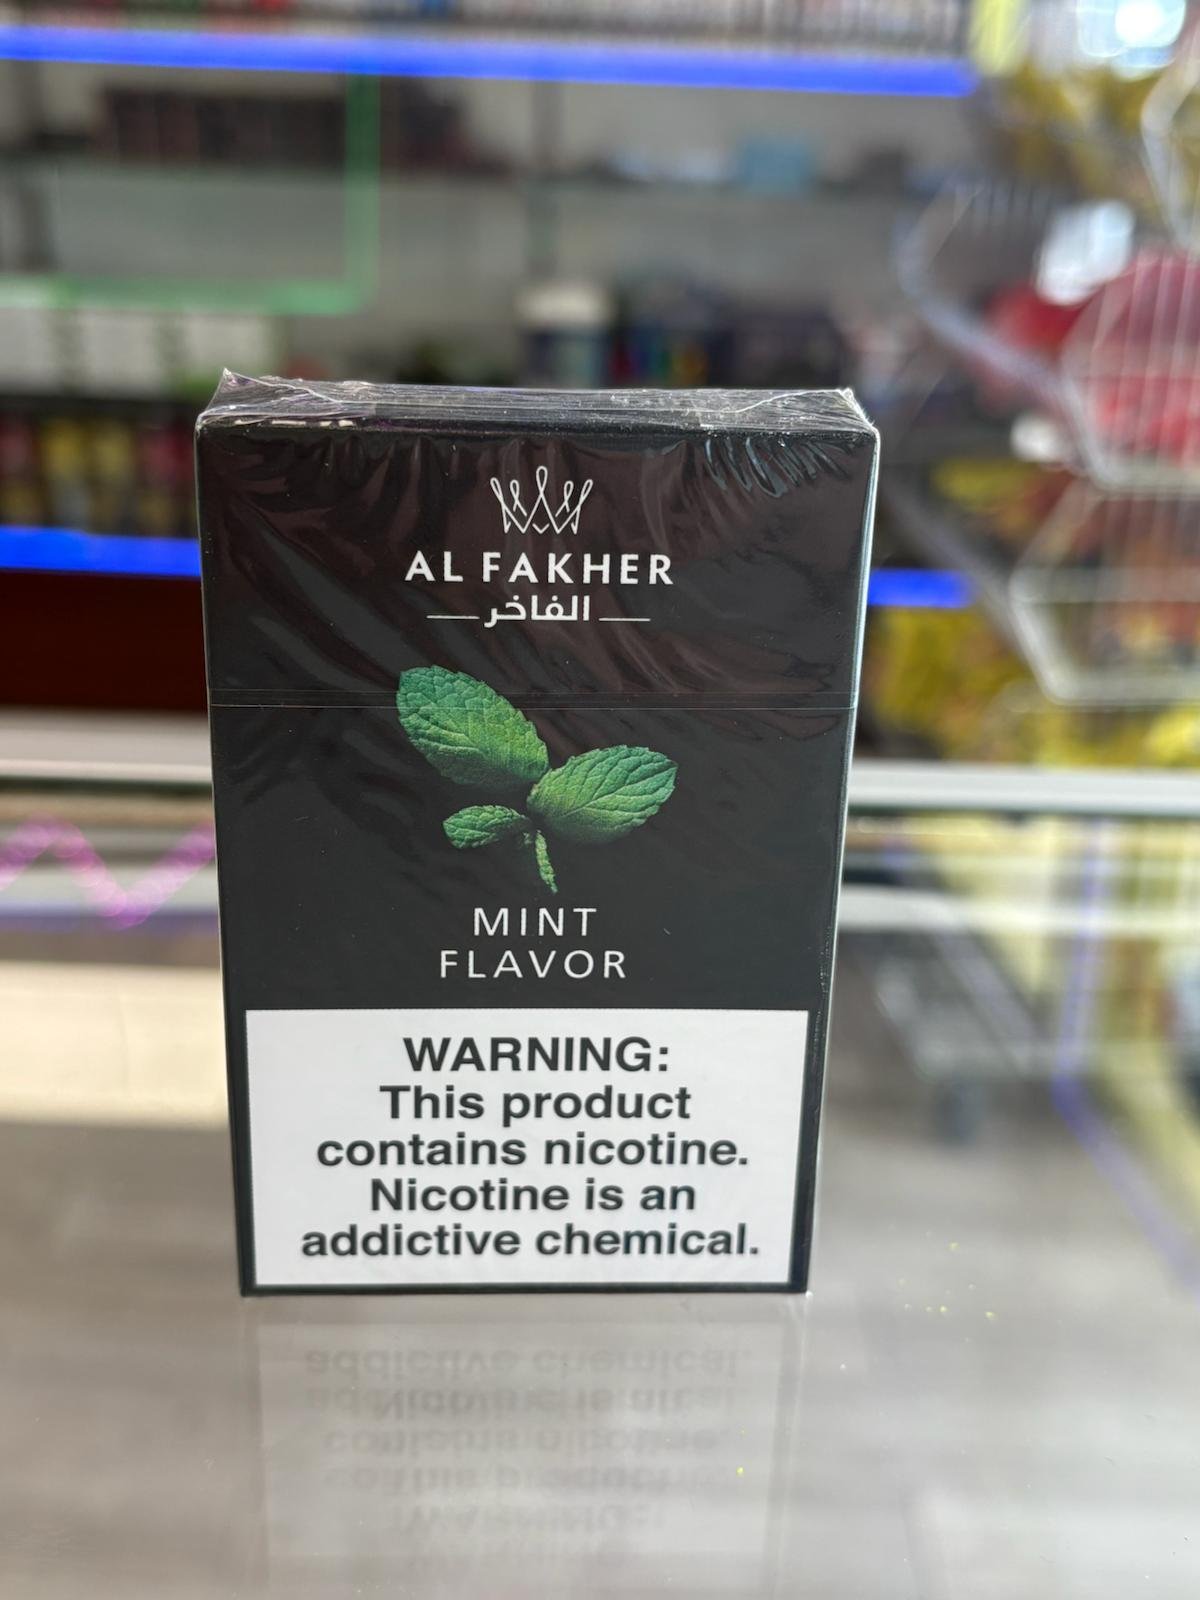 AL FAKHER
الفاخر
MINT
FLAVOR
WARNING:
This product
contains nicotine.
Nicotine is an
addictive chemical.